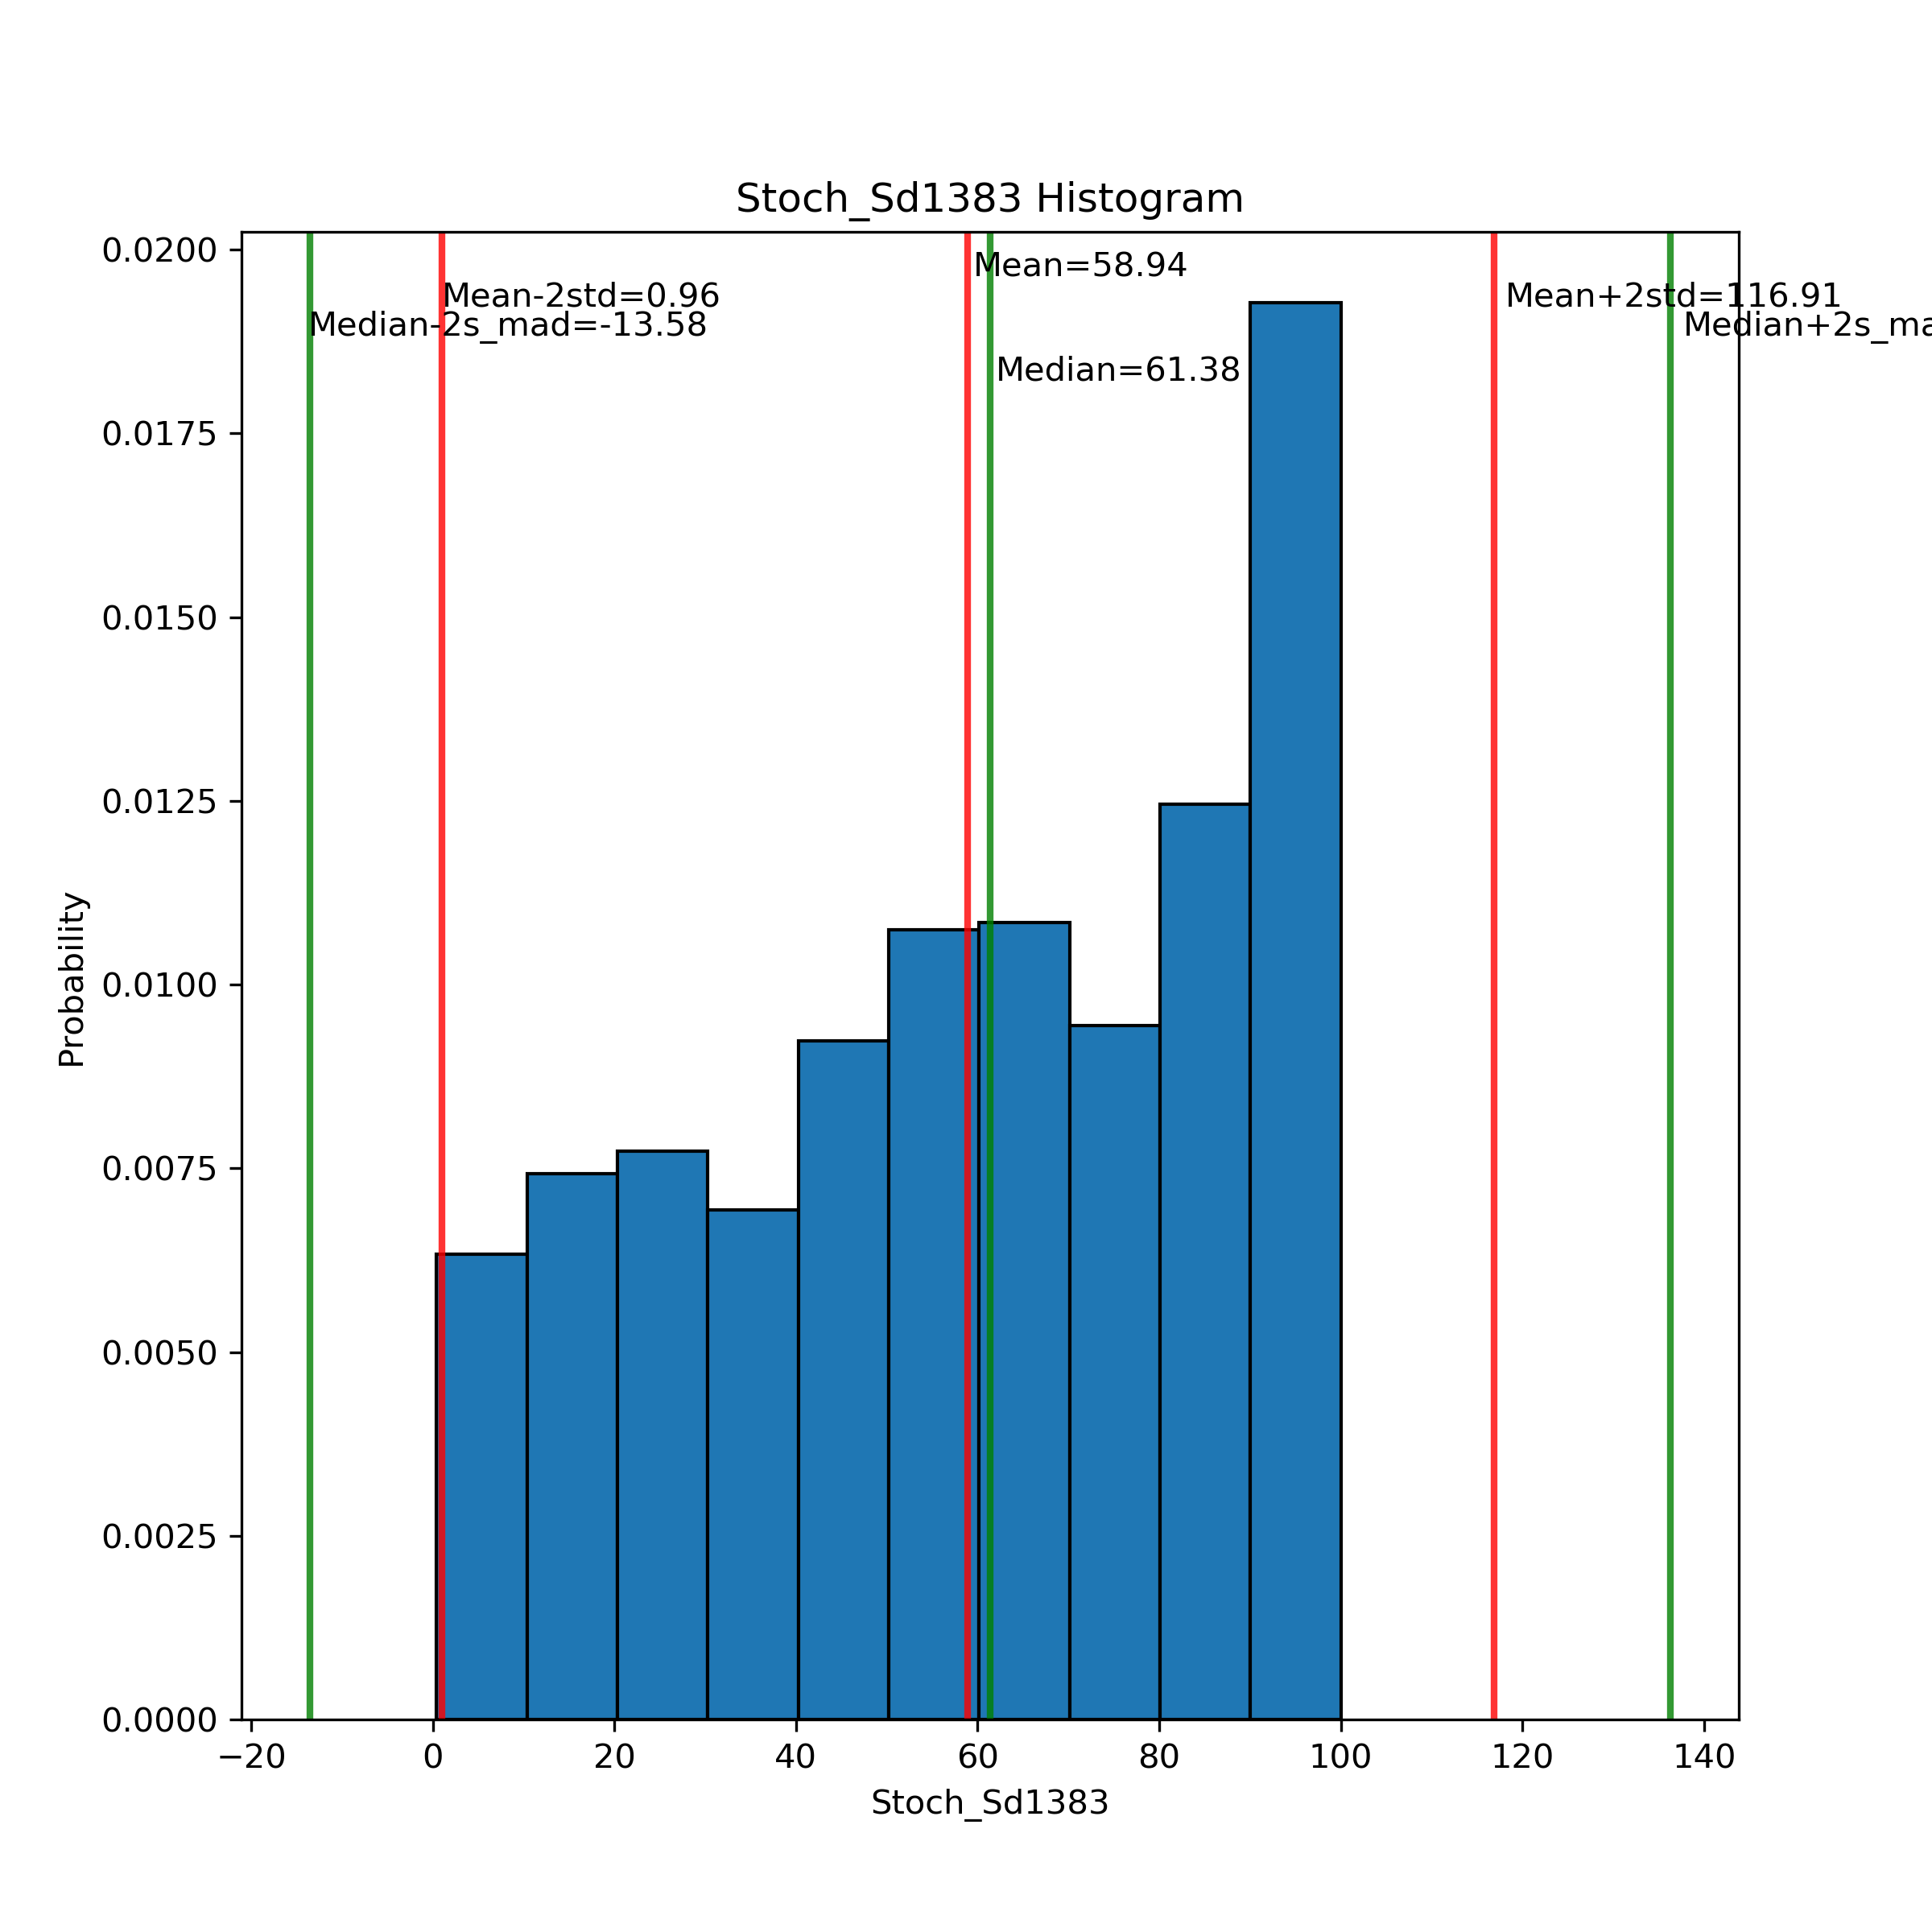 Stoch_Sd1383 Histogram
0.0200
0.0175
0.0150
0.0125
0.0100
0.0075
0.0050
0.0025
0.0000
Probability
Mean=58.94
Mean-2std=0.96
Mean+2std=116.91
Median-2s_mad=-13.58
Median+2s_ma
Median=61.38
−20 0 20 40 60 80 100 120 140
Stoch_Sd1383